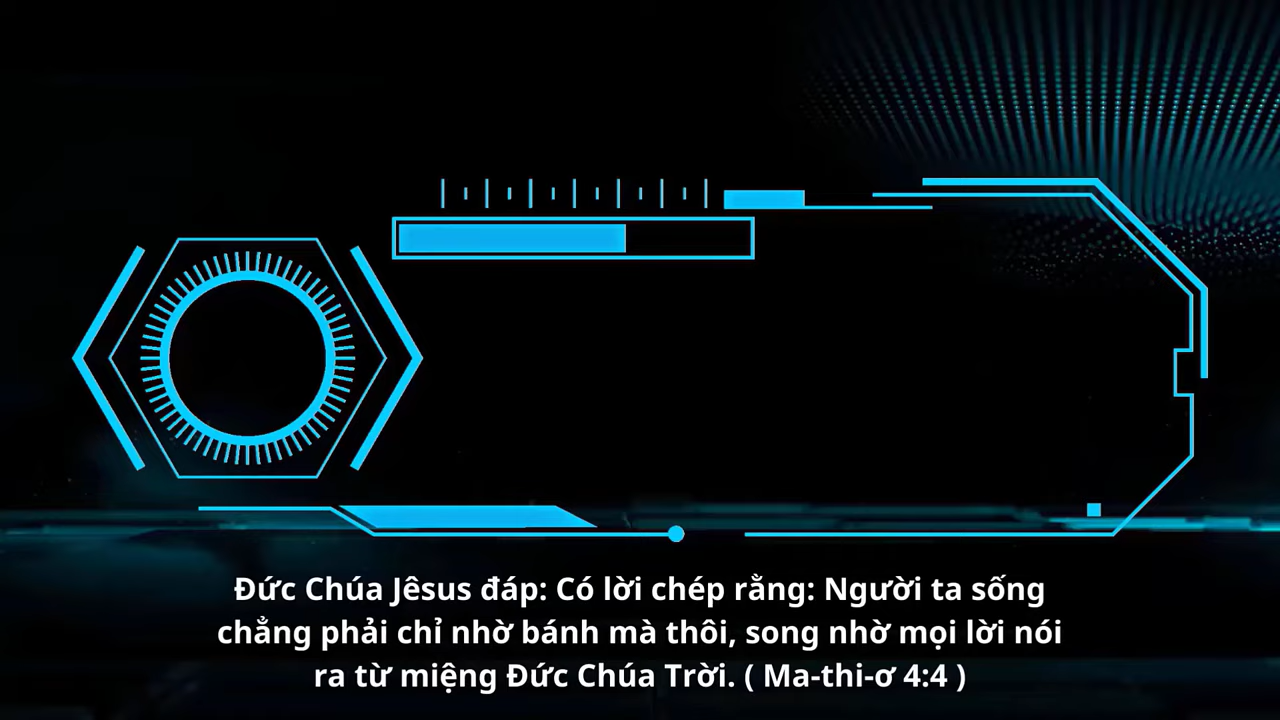 Đức Chúa Jêsus đáp: Có lời chép rằng: Người ta sống
chẳng phải chỉ nhờ bánh mà thôi, song nhờ mọi lời nói
ra từ miệng Đức Chúa Trời. ( Ma-thi-ơ 4:4 )